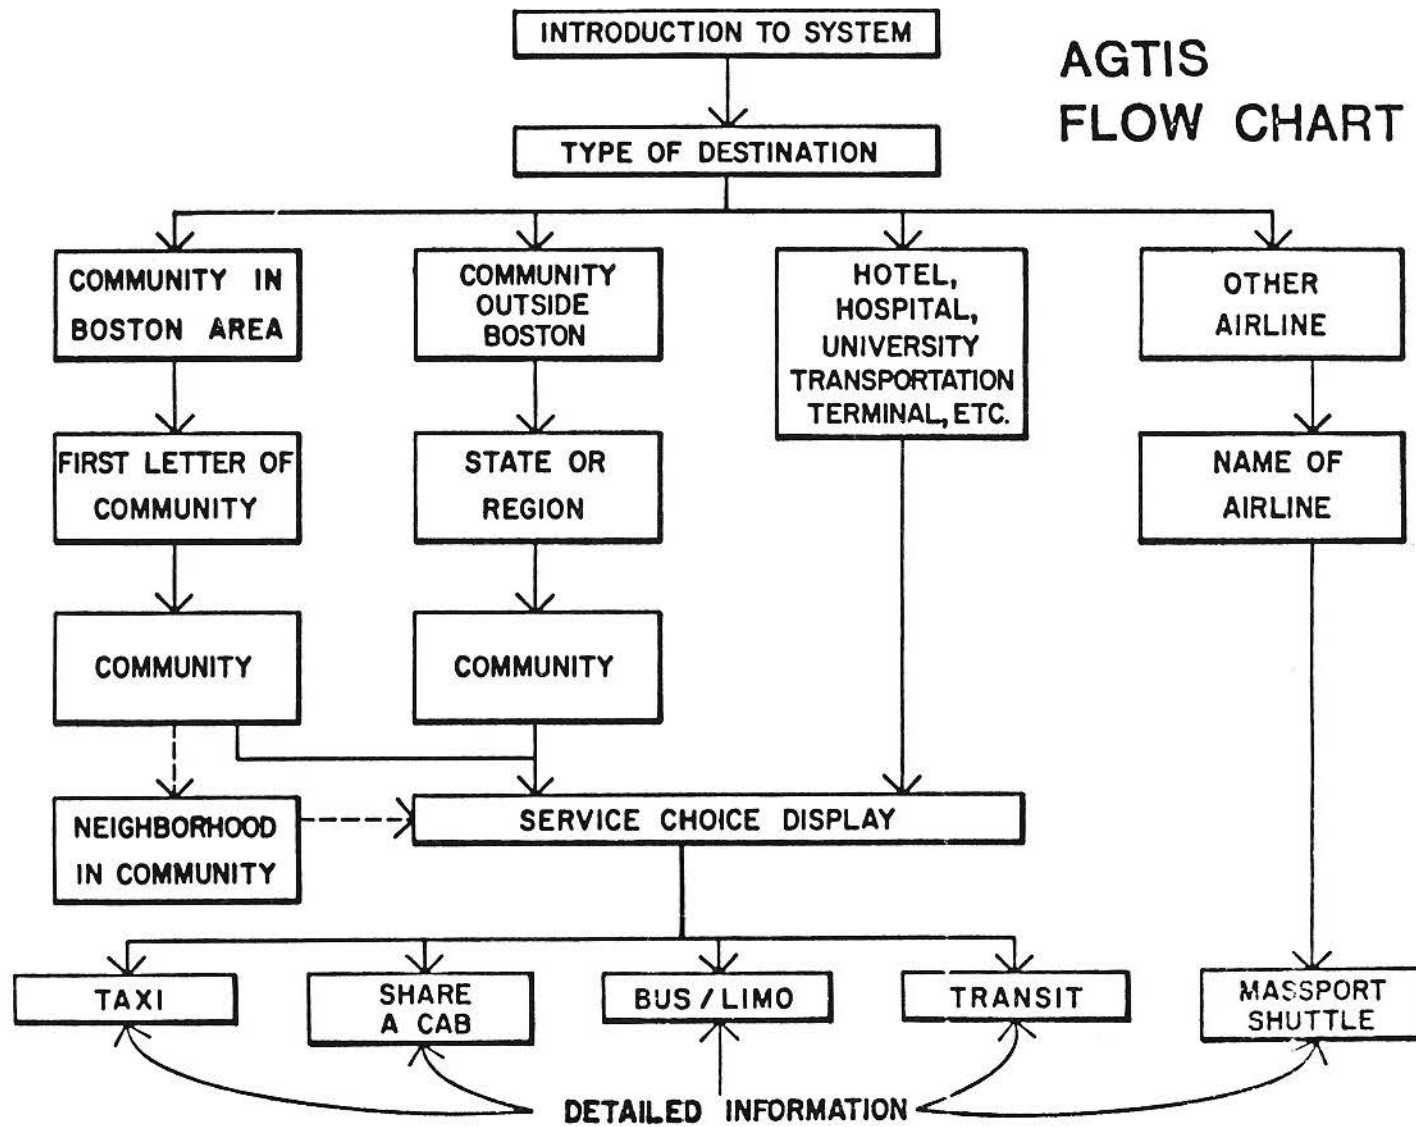 INTRODUCTION TO SYSTEM
AGTIS
FLOW CHART
TYPE OF DESTINATION
COMMUNITY IN
BOSTON AREA
COMMUNITY
OUTSIDE
BOSTON
HOTEL,
HOSPITAL,
UNIVERSITY
TRANSPORTATION
TERMINAL, ETC.
OTHER
AIRLINE
FIRST LETTER OF
COMMUNITY
STATE OR
REGION
NAME OF
AIRLINE
COMMUNITY
COMMUNITY
NEIGHBORHOOD
IN COMMUNITY
SERVICE CHOICE DISPLAY
TAXI
SHARE
A CAB
BUS / LIMO
TRANSIT
MASSPORT
SHUTTLE
DETAILED INFORMATION